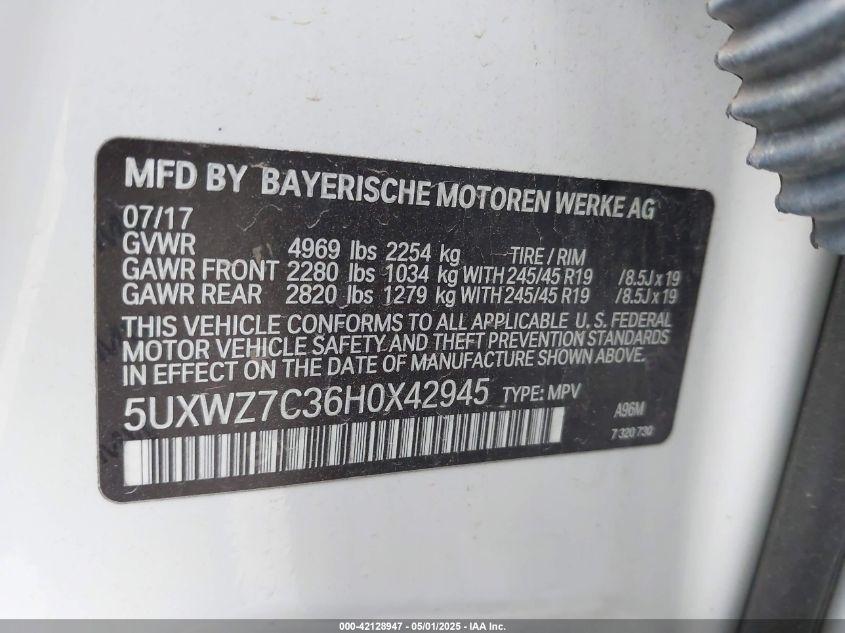 MFD BY BAYERISCHE MOTOREN WERKE AG
07/17
GVWR 4969 lbs 2254 kg TIRE / RIM
GAWR FRONT 2280 lbs 1034 kg WITH 245/45 R19 /8.5J x 19
GAWR REAR 2820 lbs 1279 kg WITH 245/45 R19 /8.5J x 19
THIS VEHICLE CONFORMS TO ALL APPLICABLE U. S. FEDERAL
MOTOR VEHICLE SAFETY AND THEFT PREVENTION STANDARDS
IN EFFECT ON THE DATE OF MANUFACTURE SHOWN ABOVE.
5UXWZ7C36H0X42945 TYPE: MPV A96M
7 320 730
000-42128947 - 05/01/2025 - IAA Inc.